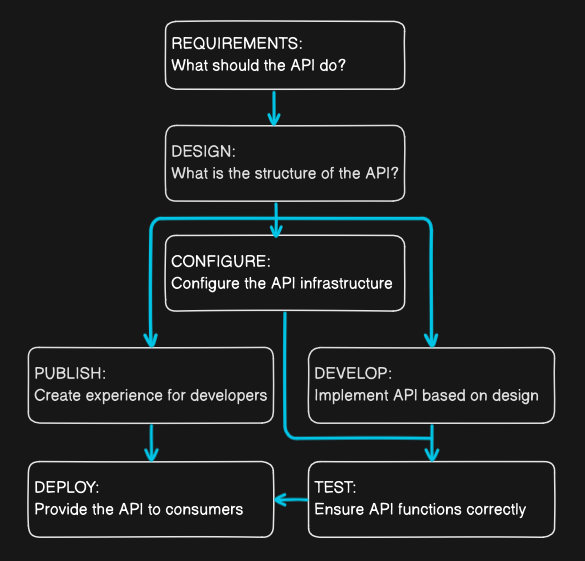 REQUIREMENTS:
What should the API do?
DESIGN:
What is the structure of the API?
CONFIGURE:
Configure the API infrastructure
PUBLISH:
Create experience for developers
DEVELOP:
Implement API based on design
DEPLOY:
Provide the API to consumers
TEST:
Ensure API functions correctly